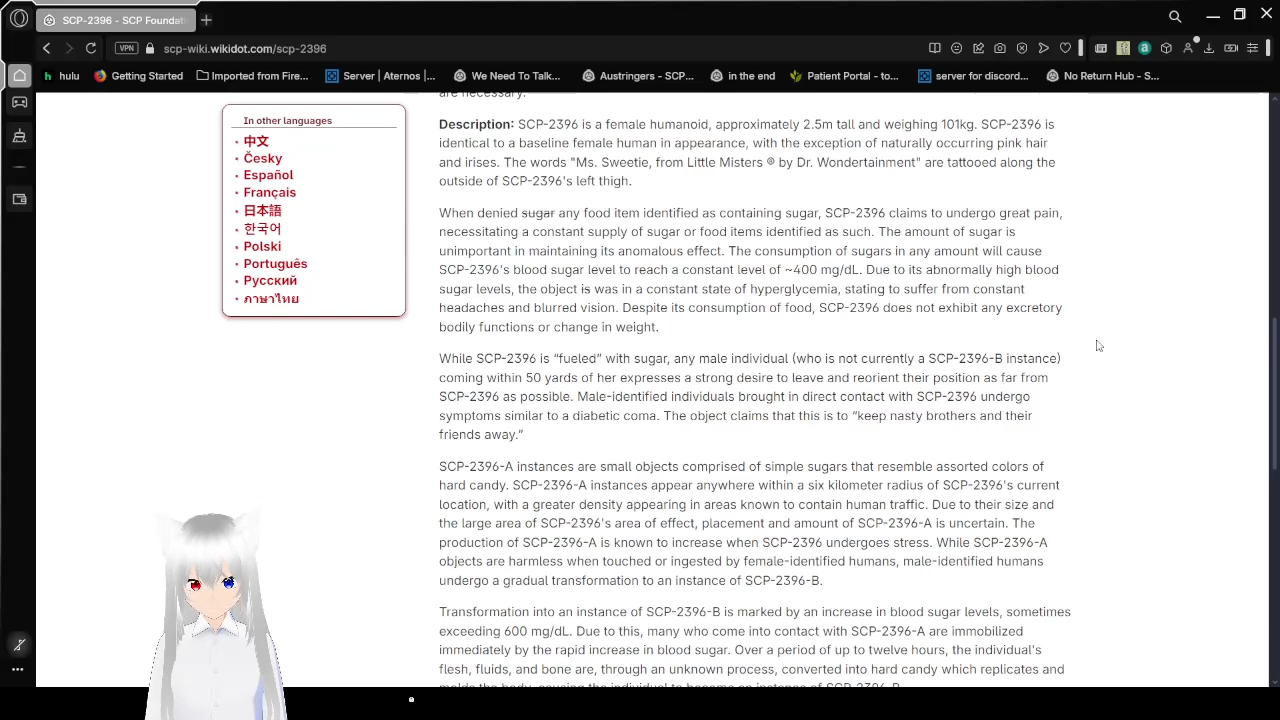 SCP-2396 - SCP Foundat
VPN scp-wiki.wikidot.com/scp-2396
hulu Getting Started Imported from Fire... Server | Aternos |... We Need To Talk... Austringers - SCP... in the end Patient Portal - to... server for discord... No Return Hub - S...
are necessary.
In other languages
中文
Česky
Español
Français
日本語
한국어
Polski
Português
Русский
ภาษาไทย
Description: SCP-2396 is a female humanoid, approximately 2.5m tall and weighing 101kg. SCP-2396 is
identical to a baseline female human in appearance, with the exception of naturally occurring pink hair
and irises. The words "Ms. Sweetie, from Little Misters ® by Dr. Wondertainment" are tattooed along the
outside of SCP-2396's left thigh.
When denied sugar any food item identified as containing sugar, SCP-2396 claims to undergo great pain,
necessitating a constant supply of sugar or food items identified as such. The amount of sugar is
unimportant in maintaining its anomalous effect. The consumption of sugars in any amount will cause
SCP-2396's blood sugar level to reach a constant level of ~400 mg/dL. Due to its abnormally high blood
sugar levels, the object is was in a constant state of hyperglycemia, stating to suffer from constant
headaches and blurred vision. Despite its consumption of food, SCP-2396 does not exhibit any excretory
bodily functions or change in weight.
While SCP-2396 is “fueled” with sugar, any male individual (who is not currently a SCP-2396-B instance)
coming within 50 yards of her expresses a strong desire to leave and reorient their position as far from
SCP-2396 as possible. Male-identified individuals brought in direct contact with SCP-2396 undergo
symptoms similar to a diabetic coma. The object claims that this is to “keep nasty brothers and their
friends away.”
SCP-2396-A instances are small objects comprised of simple sugars that resemble assorted colors of
hard candy. SCP-2396-A instances appear anywhere within a six kilometer radius of SCP-2396's current
location, with a greater density appearing in areas known to contain human traffic. Due to their size and
the large area of SCP-2396's area of effect, placement and amount of SCP-2396-A is uncertain. The
production of SCP-2396-A is known to increase when SCP-2396 undergoes stress. While SCP-2396-A
objects are harmless when touched or ingested by female-identified humans, male-identified humans
undergo a gradual transformation to an instance of SCP-2396-B.
Transformation into an instance of SCP-2396-B is marked by an increase in blood sugar levels, sometimes
exceeding 600 mg/dL. Due to this, many who come into contact with SCP-2396-A are immobilized
immediately by the rapid increase in blood sugar. Over a period of up to twelve hours, the individual's
flesh, fluids, and bone are, through an unknown process, converted into hard candy which replicates and
molds the body, causing the individual to become an instance of SCP-2396-B.